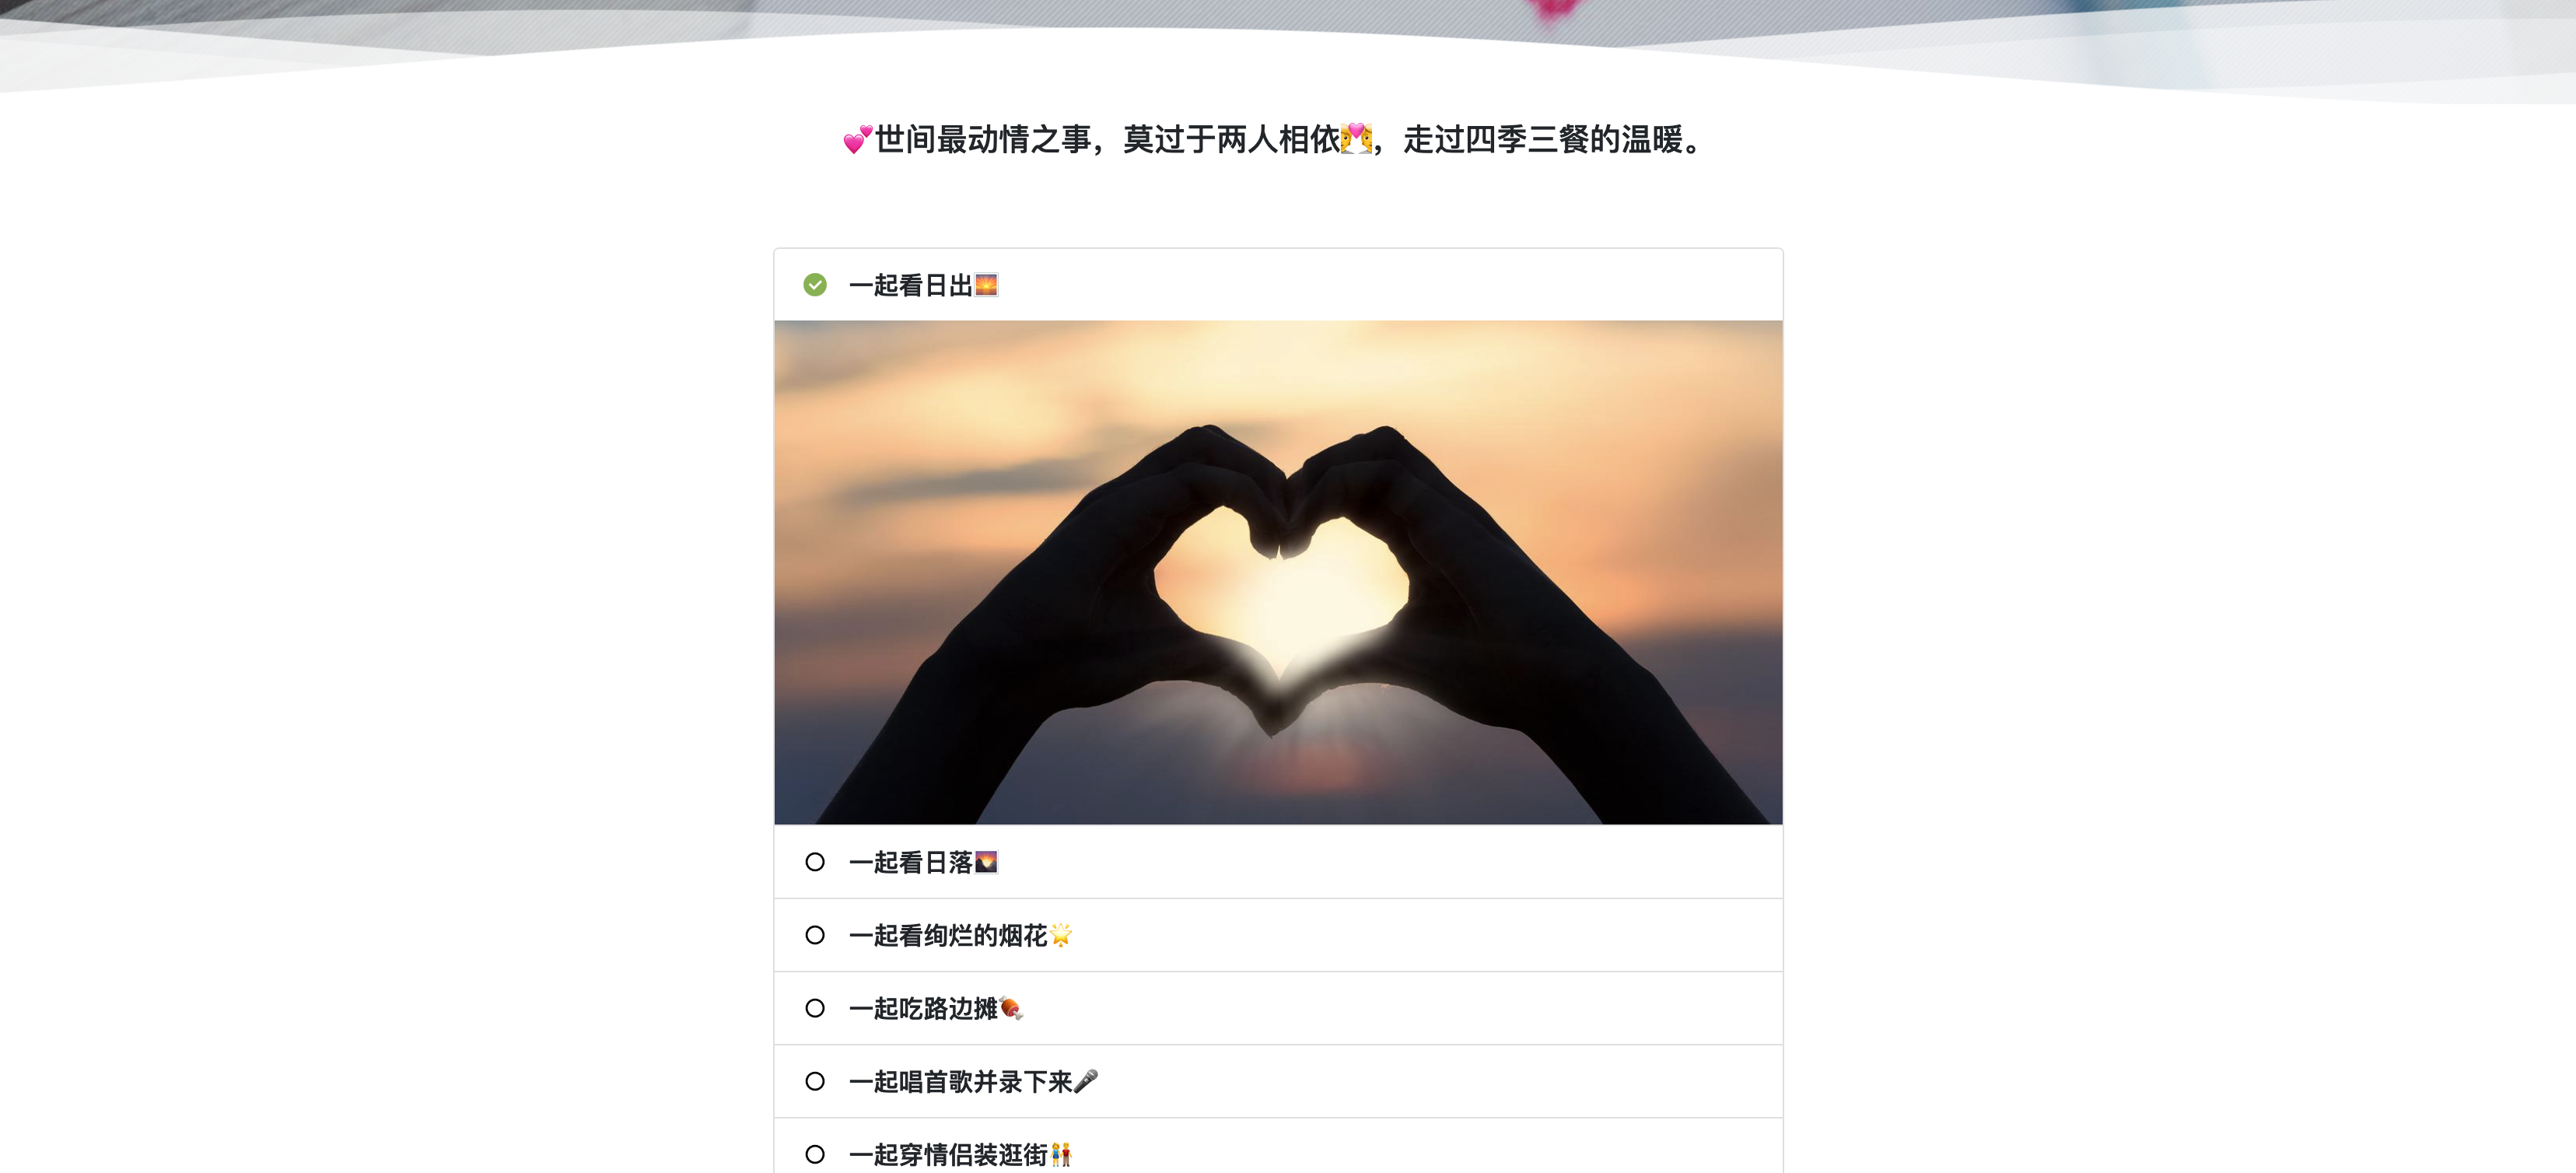 💕世间最动情之事，莫过于两人相依💏，走过四季三餐的温暖。
一起看日出🌅
一起看日落🌄
一起看绚烂的烟花🌟
一起吃路边摊🍖
一起唱首歌并录下来🎤
一起穿情侣装逛街👫